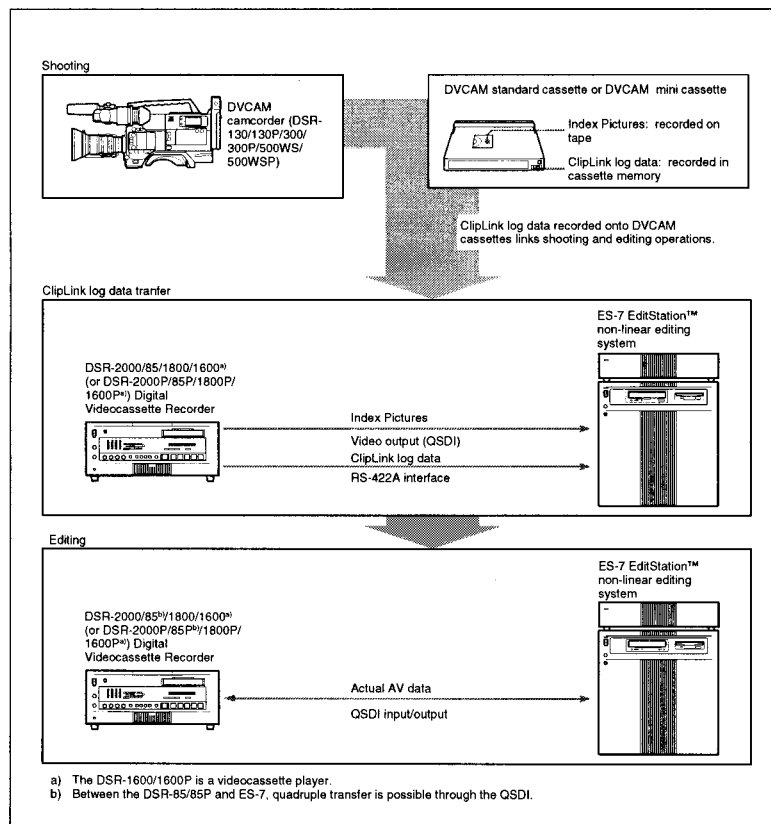 Shooting
DVCAM
camcorder (DSR-
130/130P/300/
300P/500WS/
500WSP)
DVCAM standard cassette or DVCAM mini cassette
Index Pictures: recorded on
tape
ClipLink log data: recorded in
cassette memory
ClipLink log data recorded onto DVCAM
cassettes links shooting and editing operations.
ClipLink log data tranfer
DSR-2000/85/1800/1600a)
(or DSR-2000P/85P/1800P/
1600Pa)) Digital
Videocassette Recorder
Index Pictures
Video output (QSDI)
ClipLink log data
RS-422A interface
ES-7 EditStation™
non-linear editing
system
Editing
DSR-2000/85b)/1800/1600a)
(or DSR-2000P/85Pb)/1800P/
1600Pa)) Digital
Videocassette Recorder
Actual AV data
QSDI input/output
ES-7 EditStation™
non-linear editing
system
a) The DSR-1600/1600P is a videocassette player.
b) Between the DSR-85/85P and ES-7, quadruple transfer is possible through the QSDI.